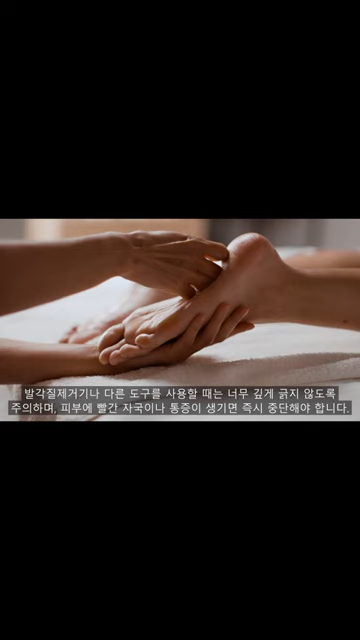 발각질제거기나 다른 도구를 사용할 때는 너무 깊게 긁지 않도록
주의하며, 피부에 빨간 자국이나 통증이 생기면 즉시 중단해야 합니다.